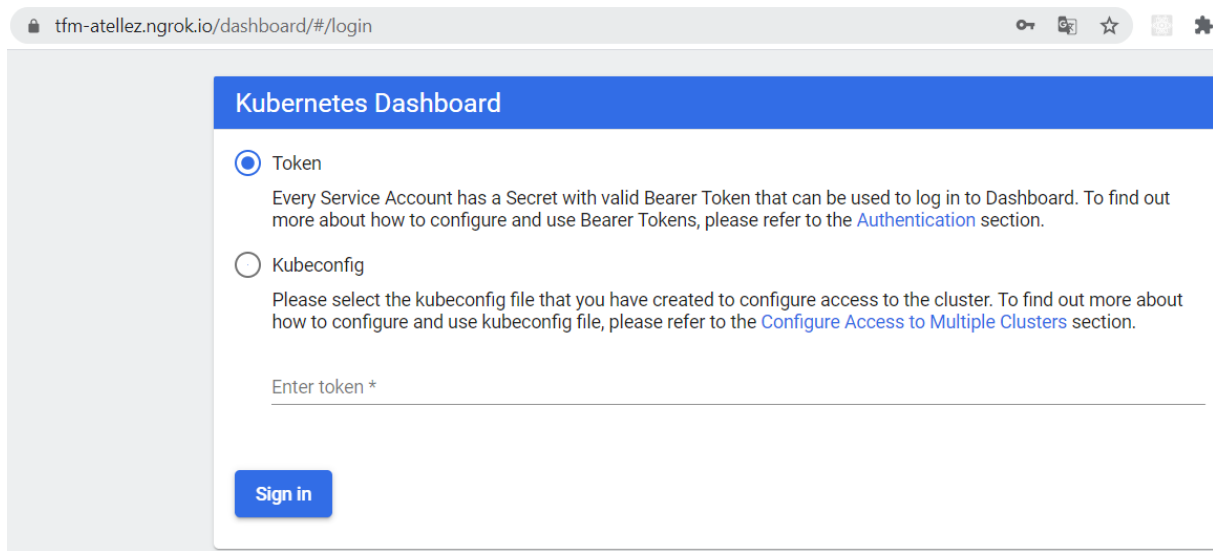 tfm-atellez.ngrok.io/dashboard/#/login
Kubernetes Dashboard
Token
Every Service Account has a Secret with valid Bearer Token that can be used to log in to Dashboard. To find out
more about how to configure and use Bearer Tokens, please refer to the Authentication section.
Kubeconfig
Please select the kubeconfig file that you have created to configure access to the cluster. To find out more about
how to configure and use kubeconfig file, please refer to the Configure Access to Multiple Clusters section.
Enter token *
Sign in